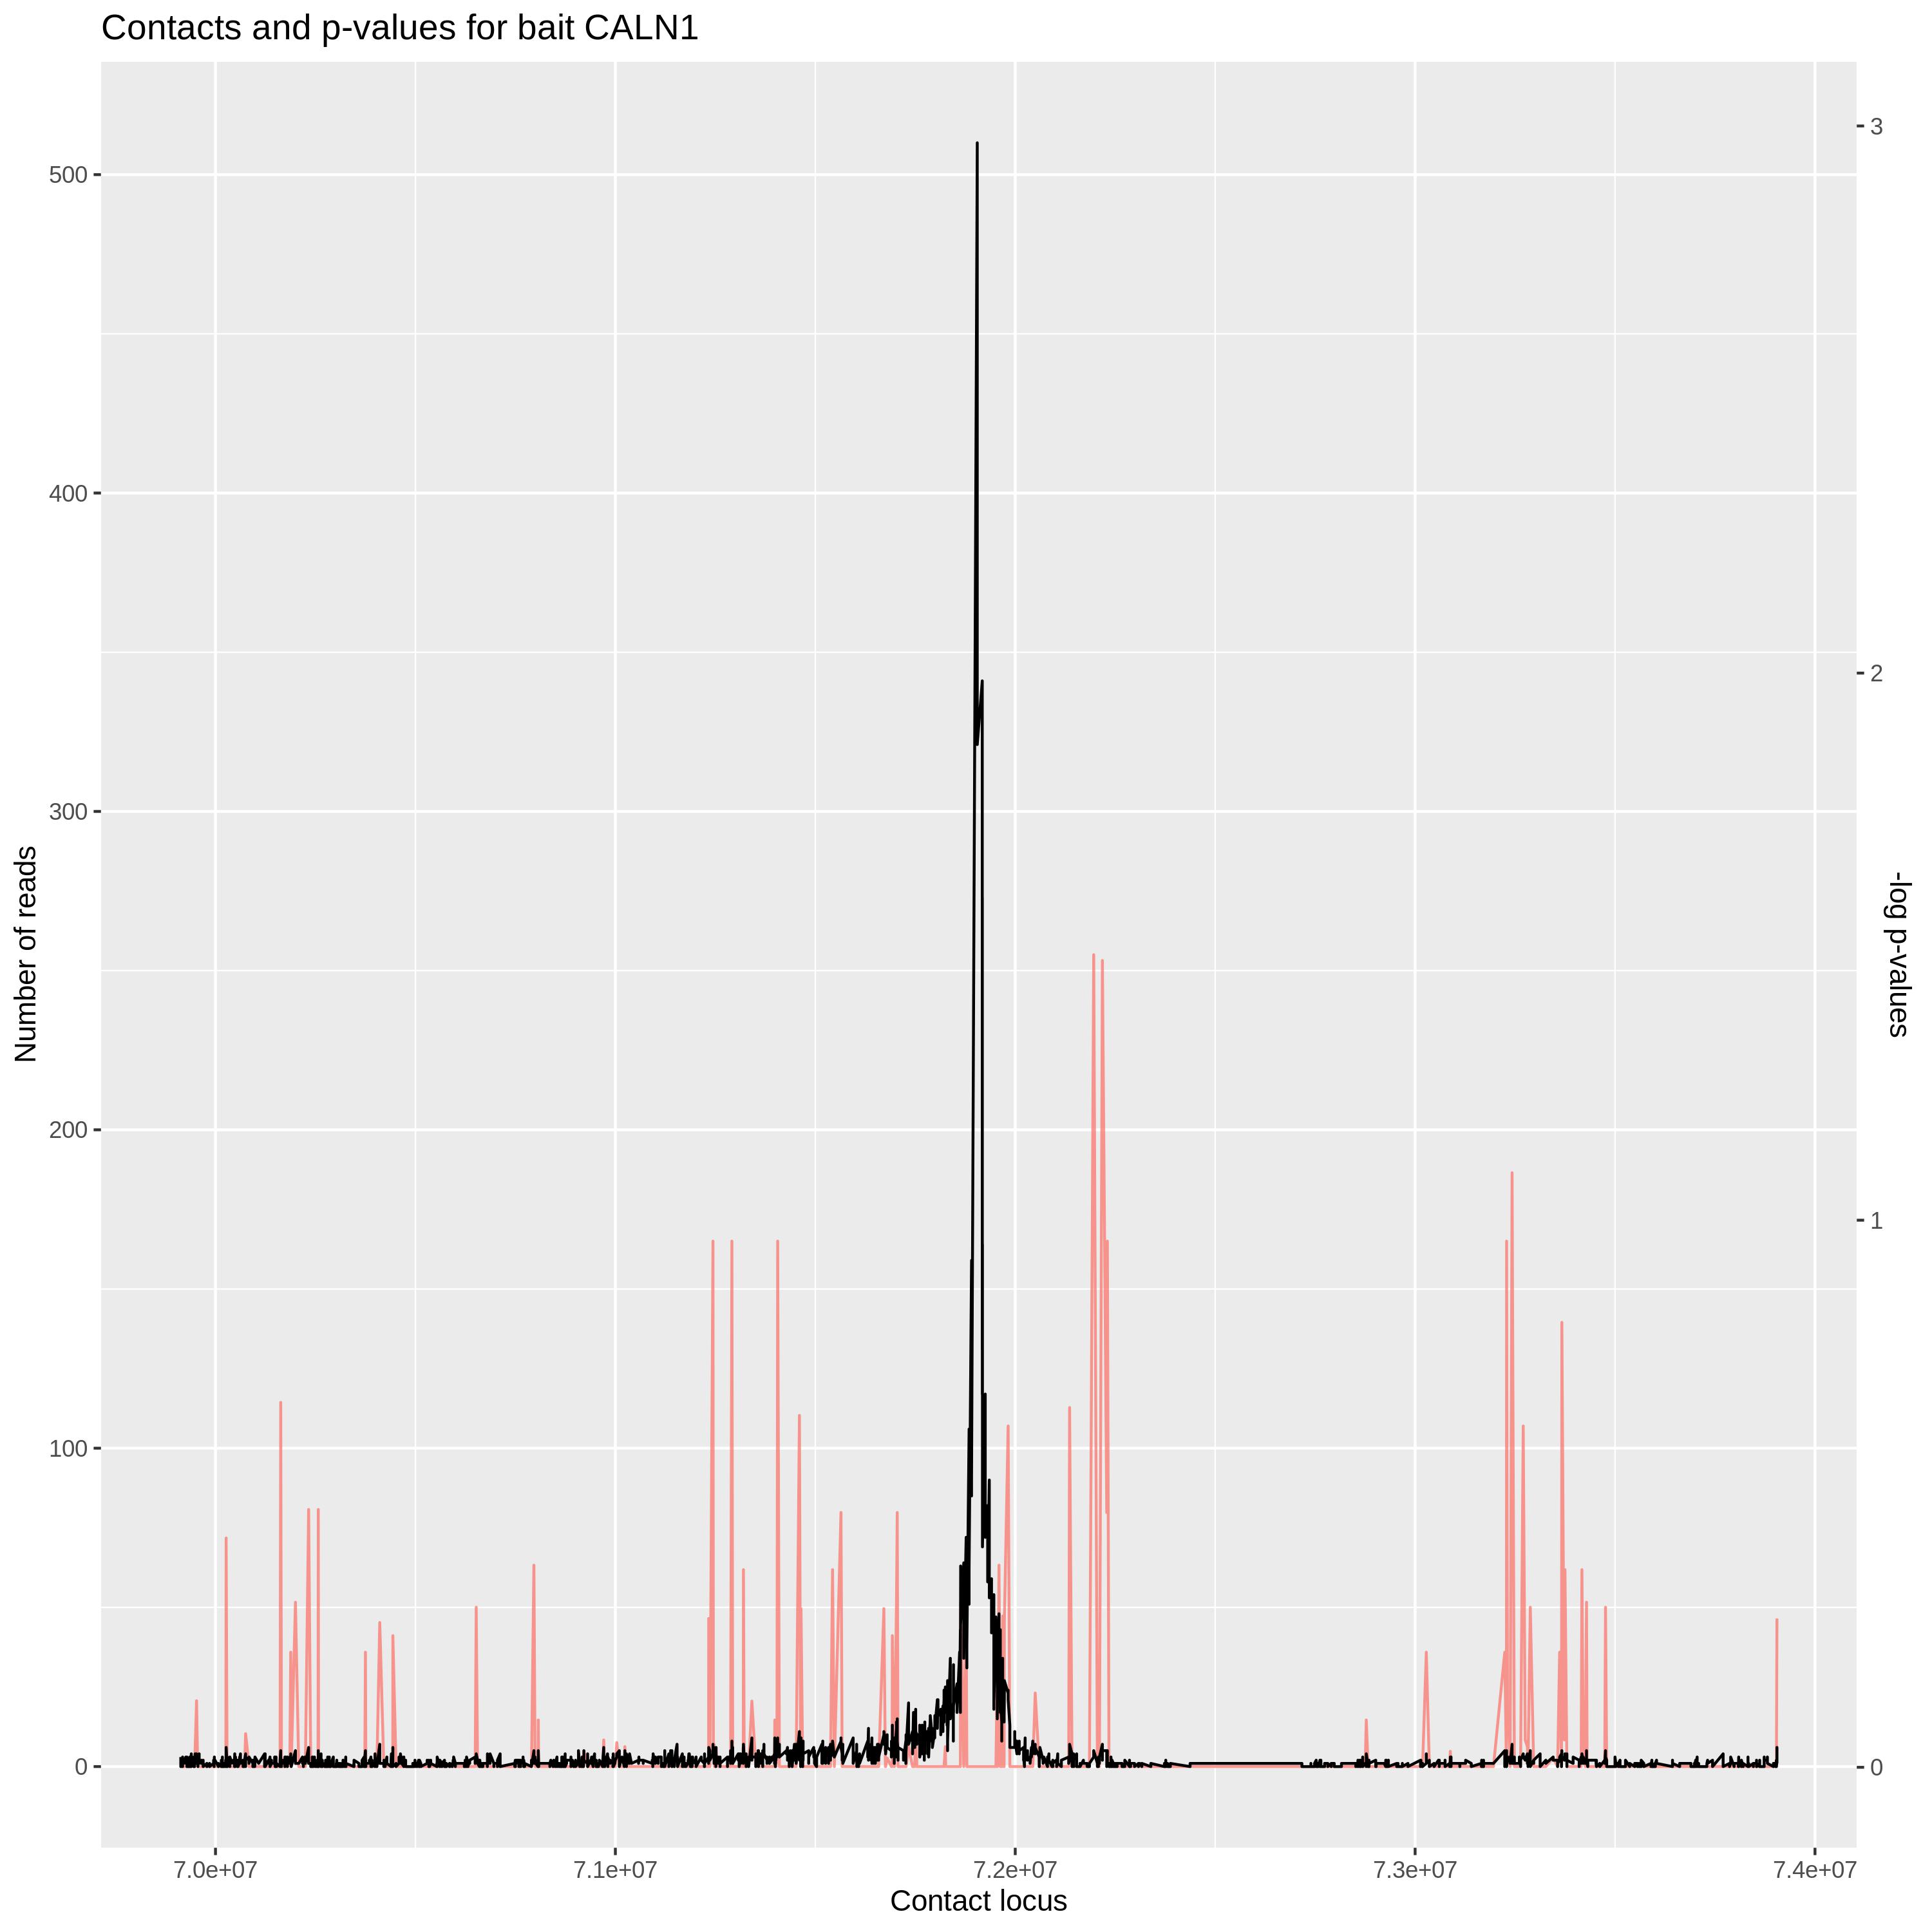 Contacts and p-values for bait CALN1
500
400
300
200
100
0
Number of reads
3
2
1
0
-log p-values
7.0e+07
7.1e+07
7.2e+07
7.3e+07
7.4e+07
Contact locus